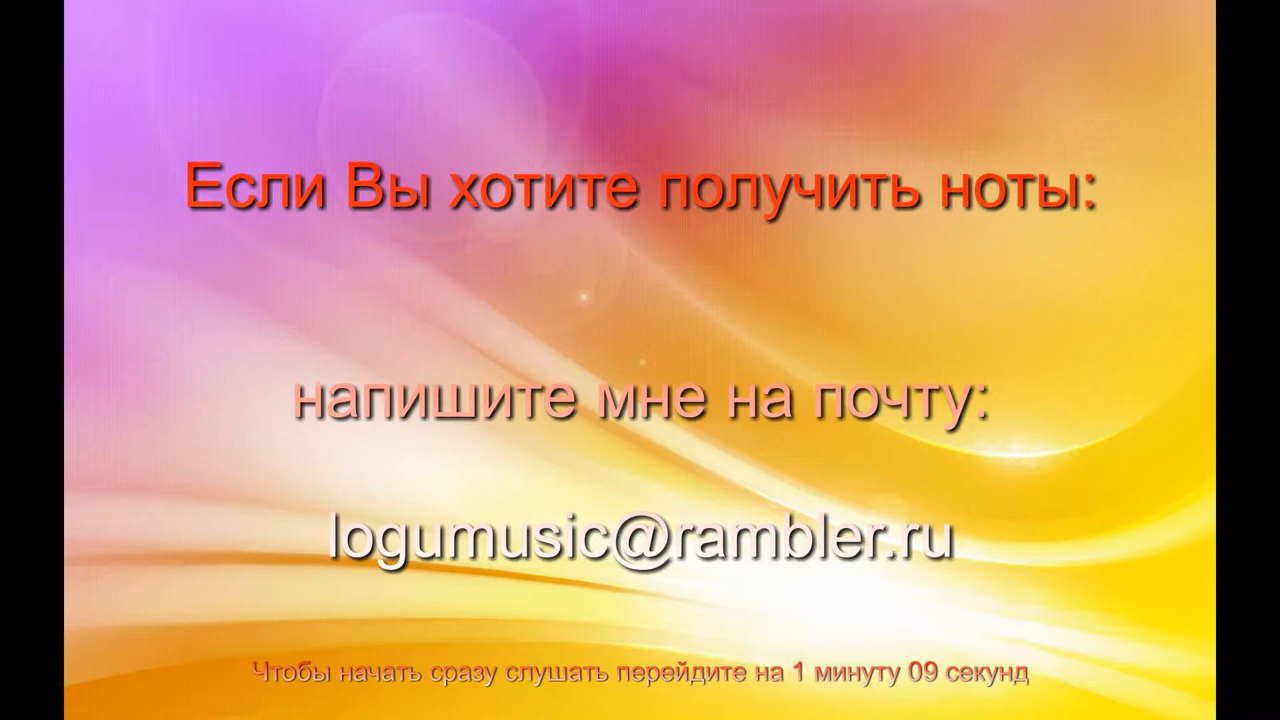 Если Вы хотите получить ноты:
напишите мне на почту:
logumusic@rambler.ru
Чтобы начать сразу слушать перейдите на 1 минуту 09 секунд